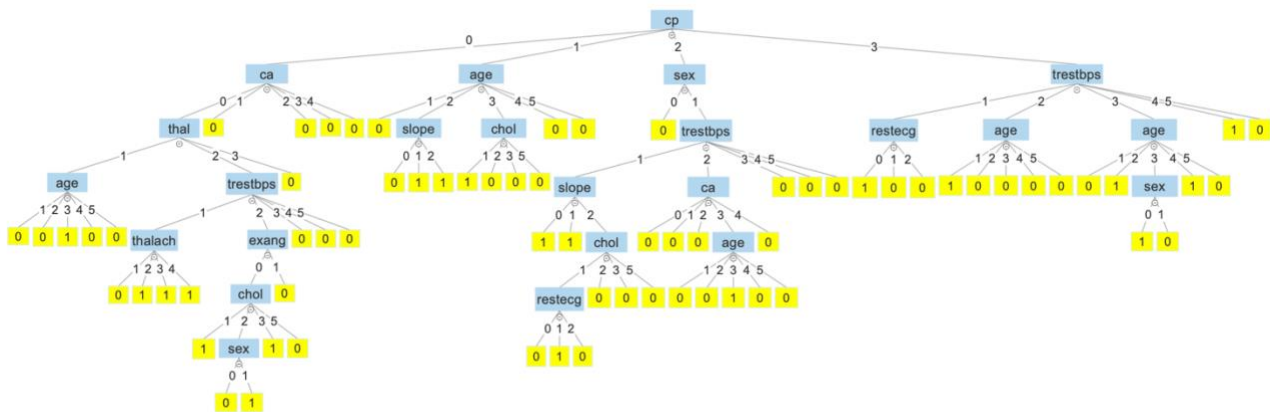 cp
0 1 2 3
ca age sex trestbps
0 1 2 3 4 1 2 3 4 5 0 1 1 2 3 4 5
thal 0 0 0 0 0 slope chol 0 0 0 trestbps restecg age age 1 0
1 2 3 0 1 2 1 2 3 5 1 2 3 4 5 0 1 2 1 2 3 4 5 1 2 3 4 5
age trestbps 0 0 1 1 1 0 0 0 slope ca 0 0 0 1 0 0 1 0 0 0 0 0 1 sex 1 0
1 2 3 4 5 1 2 3 4 5 0 1 2 0 1 2 3 4 0 1
0 0 1 0 0 thalach exang 0 0 0 1 1 chol 0 0 0 age 0 1 0
1 2 3 4 0 1 1 2 3 5 1 2 3 4 5
0 1 1 1 chol 0 restecg 0 0 0 0 0 1 0 0
1 2 3 5 0 1 2
1 sex 1 0 0 1 0
0 1
0 1